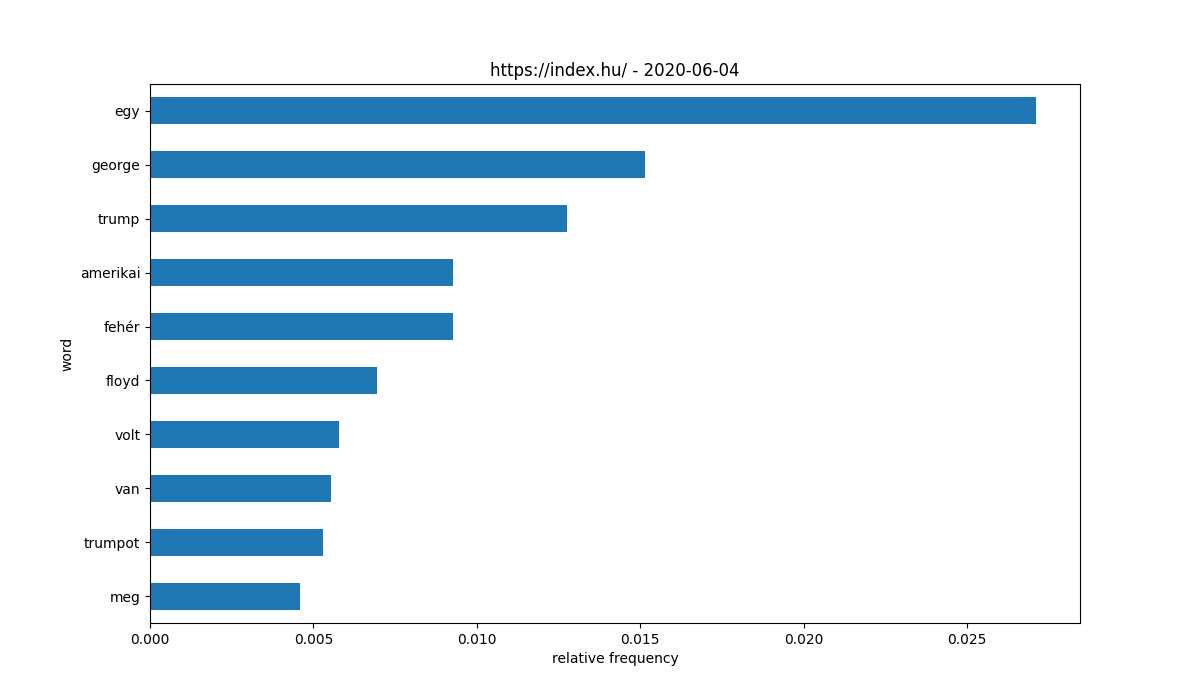 https://index.hu/ - 2020-06-04
egy
george
trump
amerikai
fehér
floyd
volt
van
trumpot
meg
word
0.000 0.005 0.010 0.015 0.020 0.025
relative frequency